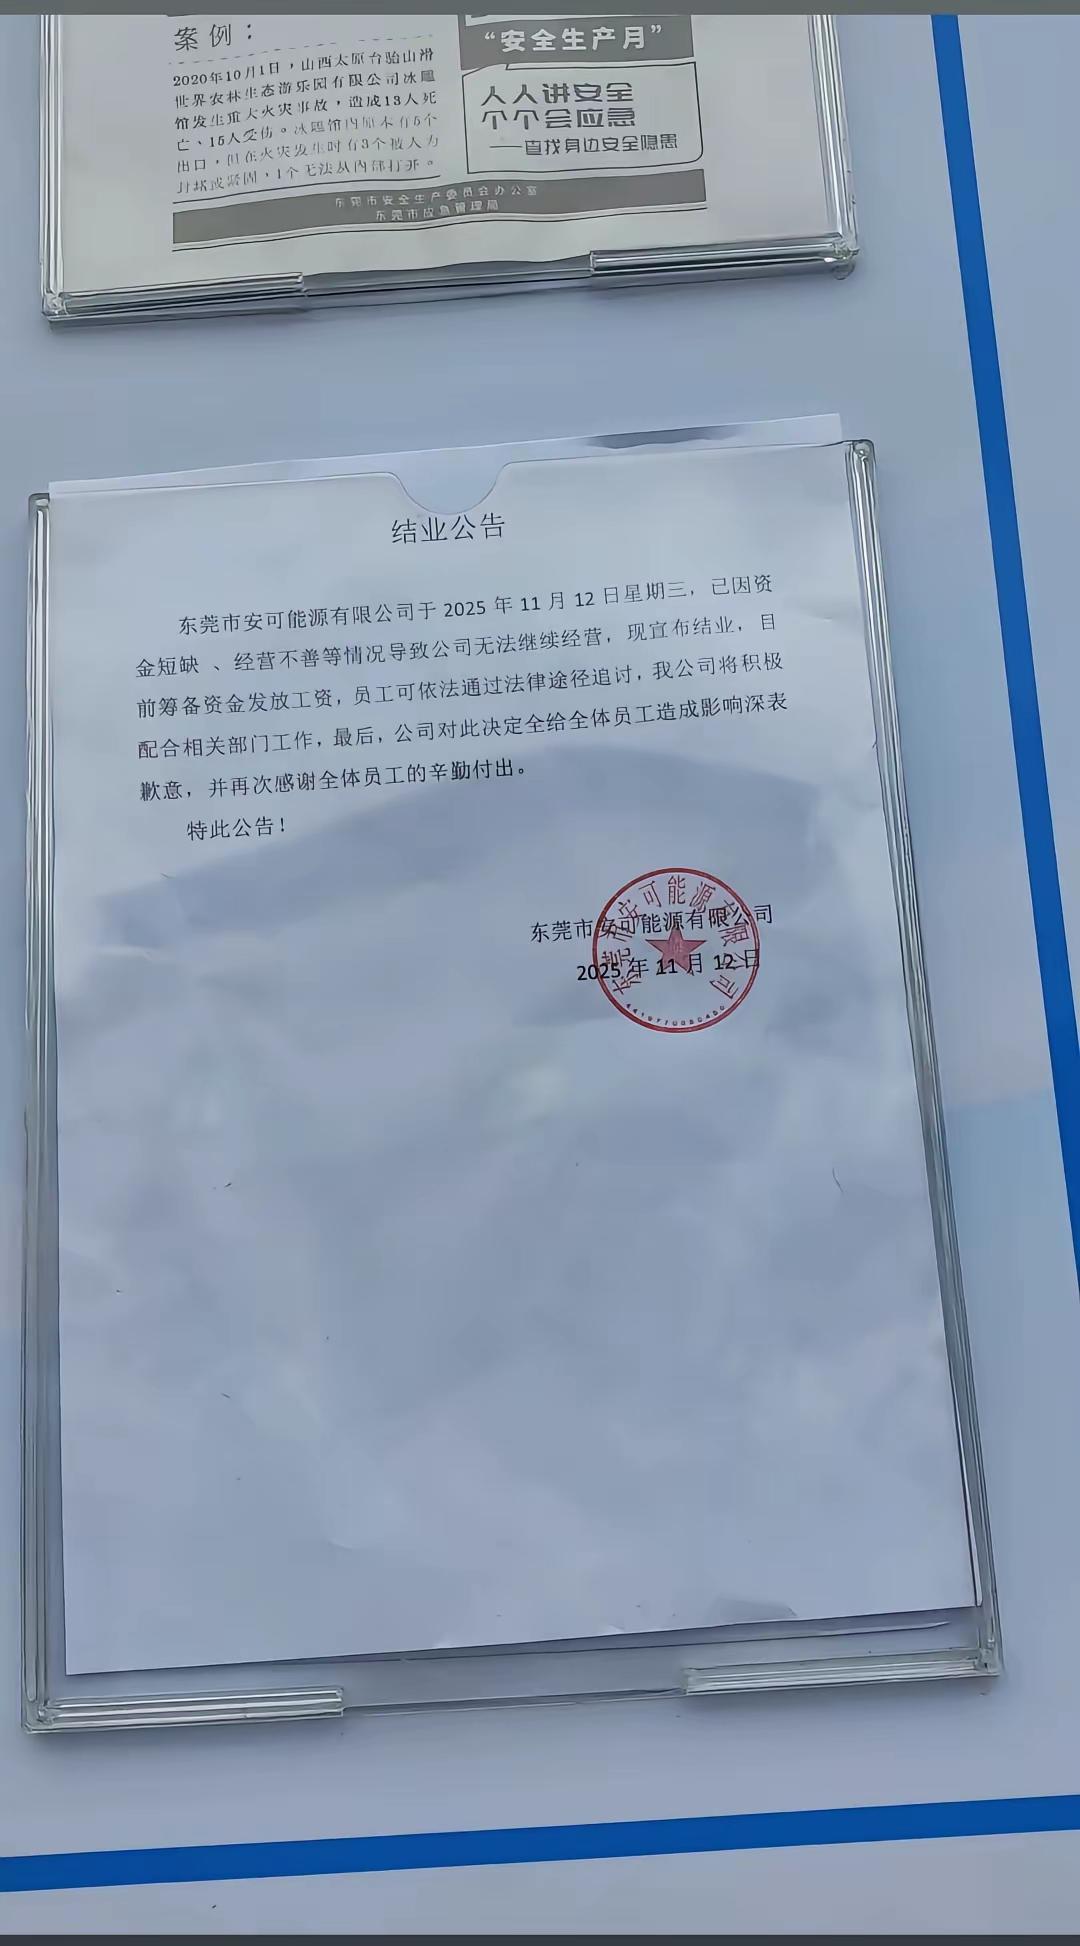 案例：
2020年10月1日，山西太原台骀山滑
世界农林生态游乐园有限公司冰雕
馆发生重大火灾事故，造成13人死
亡、15人受伤。冰雕馆内原本有5个
出口，但在火灾发生时有3个被人为
封堵或紧固，1个无法从内部打开。
“安全生产月”
人人讲安全
个个会应急
——查找身边安全隐患
东莞市安全生产委员会办公室
东莞市应急管理局
结业公告
东莞市安可能源有限公司于 2025 年 11 月 12 日星期三，已因资
金短缺 、经营不善等情况导致公司无法继续经营，现宣布结业，目
前筹备资金发放工资，员工可依法通过法律途径追讨，我公司将积极
配合相关部门工作，最后，公司对此决定全给全体员工造成影响深表
歉意，并再次感谢全体员工的辛勤付出。
特此公告！
东莞市安可能源有限公司
2025 年 11 月 12 日
东莞市安可能源有限公司